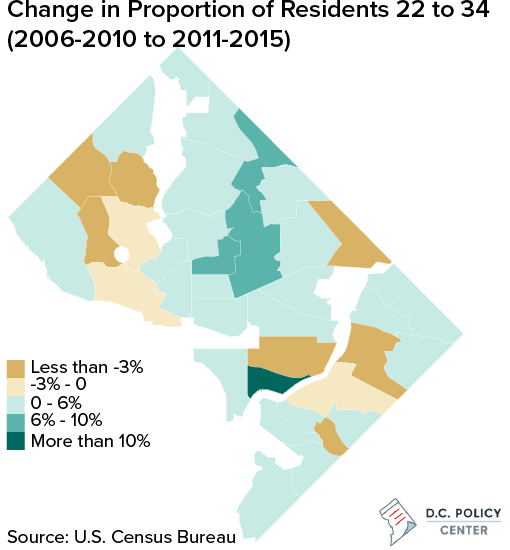 Change in Proportion of Residents 22 to 34
(2006-2010 to 2011-2015)
Less than -3%
-3% - 0
0 - 6%
6% - 10%
More than 10%
D.C. POLICY
CENTER
Source: U.S. Census Bureau